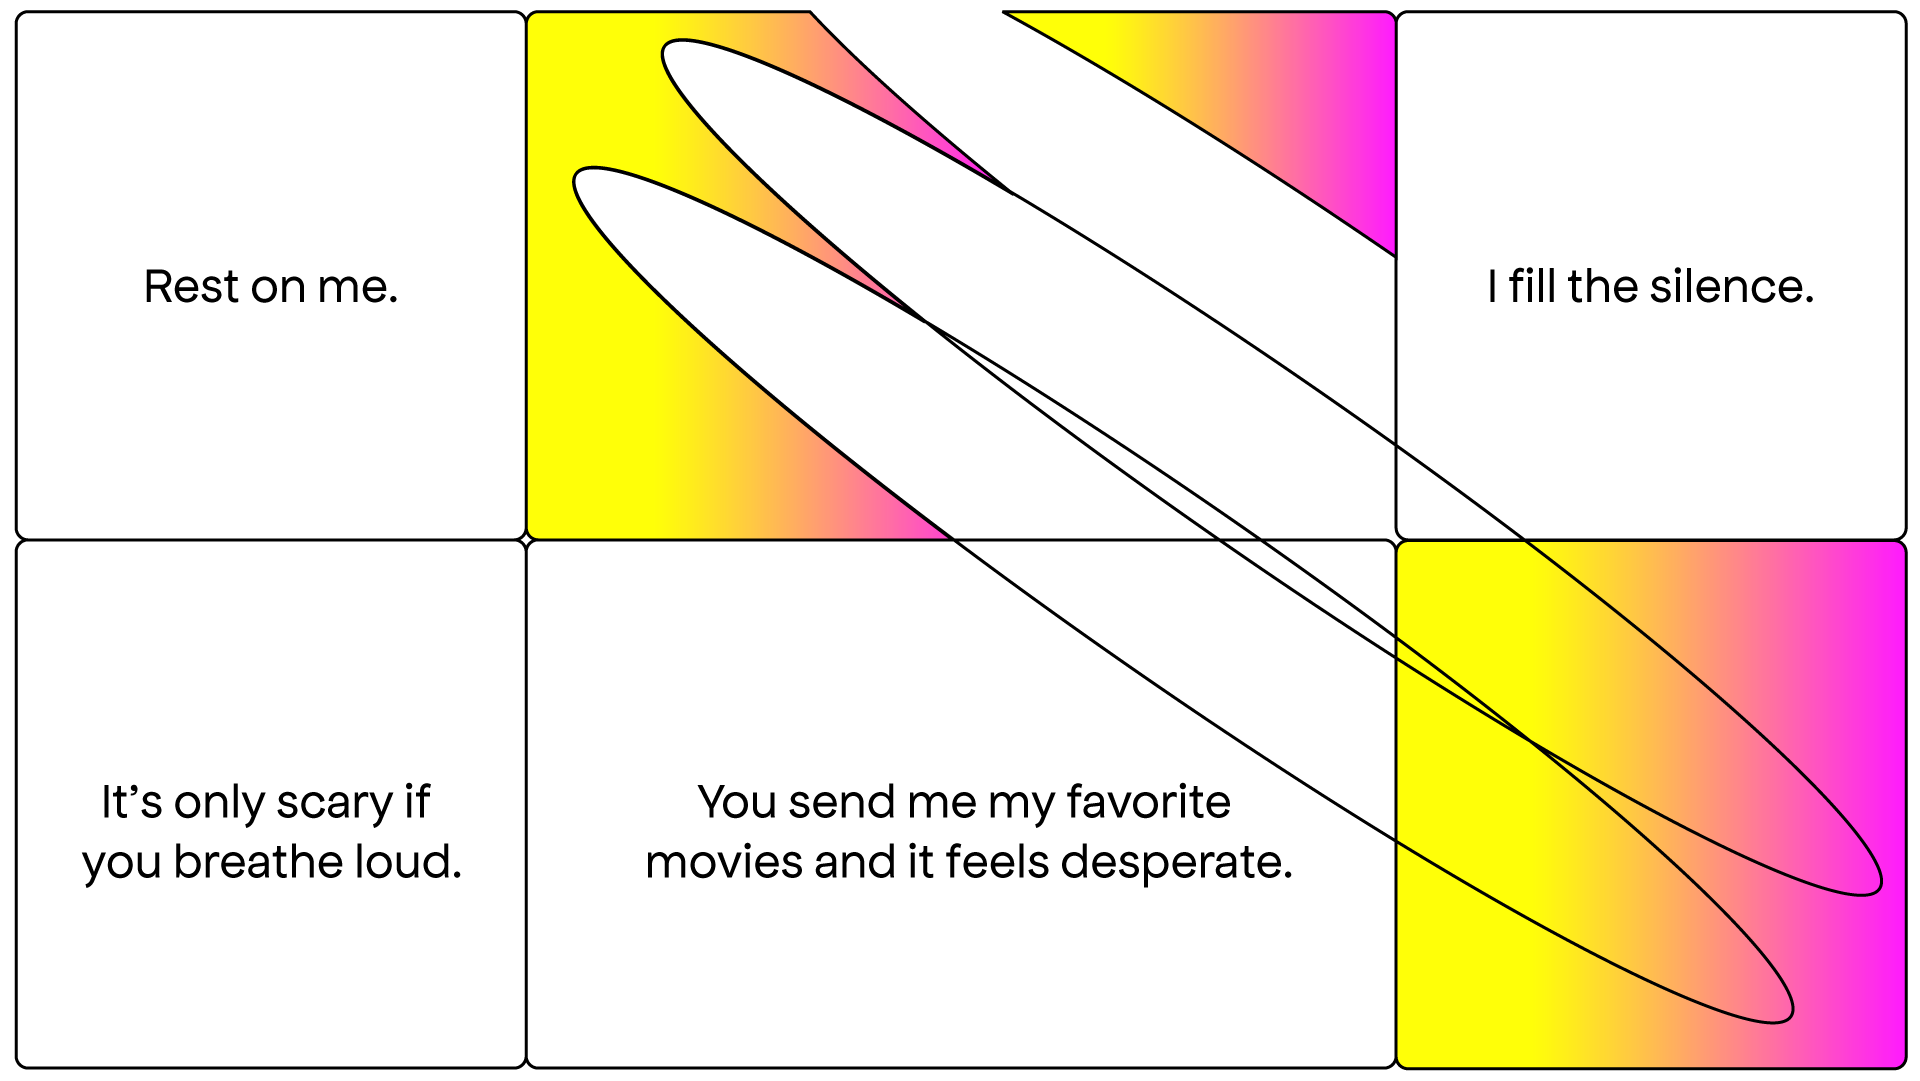 Rest on me.
I fill the silence.
It’s only scary if
you breathe loud.
You send me my favorite
movies and it feels desperate.